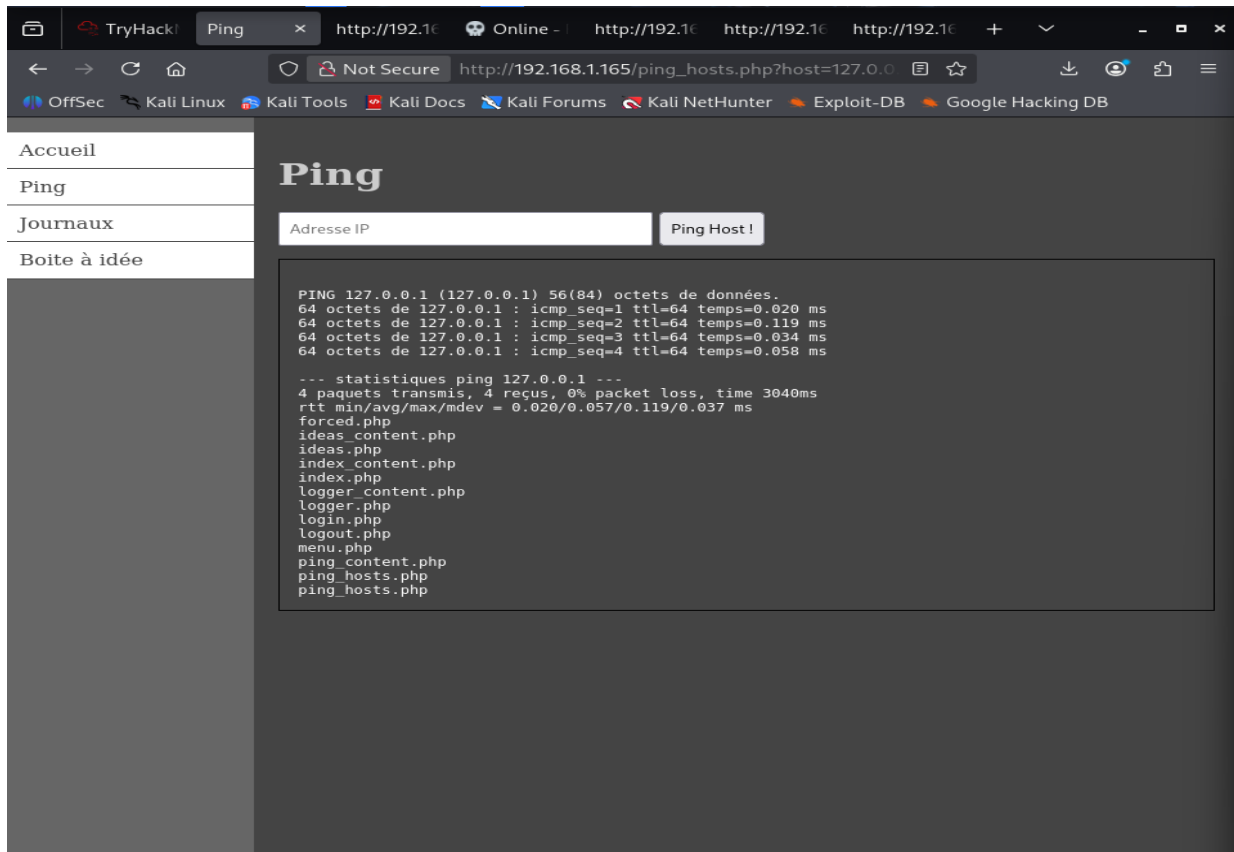 TryHackM
Ping
http://192.16
Online -
http://192.16
http://192.16
http://192.16
Not Secure
http://192.168.1.165/ping_hosts.php?host=127.0.0
OffSec
Kali Linux
Kali Tools
Kali Docs
Kali Forums
Kali NetHunter
Exploit-DB
Google Hacking DB
Accueil
Ping
Journaux
Boite à idée
Ping
Adresse IP
Ping Host !
PING 127.0.0.1 (127.0.0.1) 56(84) octets de données.
64 octets de 127.0.0.1 : icmp_seq=1 ttl=64 temps=0.020 ms
64 octets de 127.0.0.1 : icmp_seq=2 ttl=64 temps=0.119 ms
64 octets de 127.0.0.1 : icmp_seq=3 ttl=64 temps=0.034 ms
64 octets de 127.0.0.1 : icmp_seq=4 ttl=64 temps=0.058 ms
--- statistiques ping 127.0.0.1 ---
4 paquets transmis, 4 reçus, 0% packet loss, time 3040ms
rtt min/avg/max/mdev = 0.020/0.057/0.119/0.037 ms
forced.php
ideas_content.php
ideas.php
index_content.php
index.php
logger_content.php
logger.php
login.php
logout.php
menu.php
ping_content.php
ping_hosts.php
ping_hosts.php